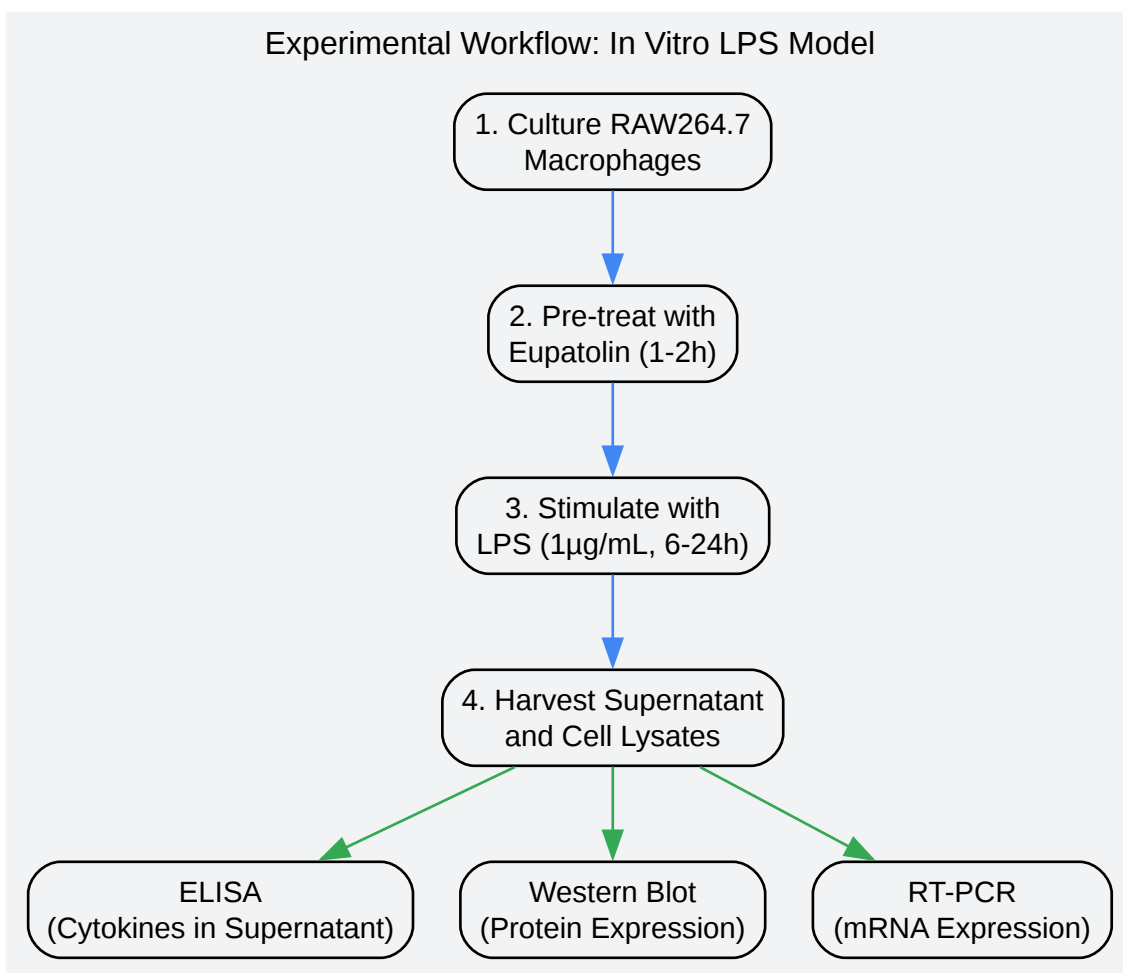 Experimental Workflow: In Vitro LPS Model
1. Culture RAW264.7
Macrophages
2. Pre-treat with
Eupatolin (1-2h)
3. Stimulate with
LPS (1µg/mL, 6-24h)
4. Harvest Supernatant
and Cell Lysates
ELISA
(Cytokines in Supernatant)
Western Blot
(Protein Expression)
RT-PCR
(mRNA Expression)